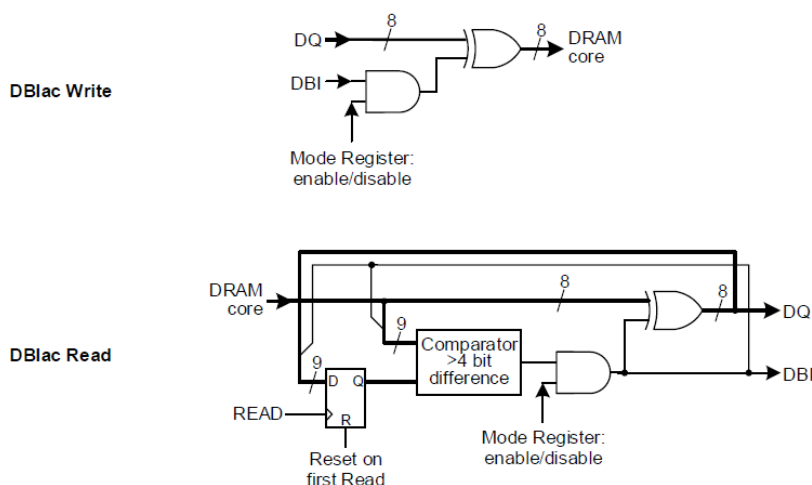 8
8
DQ
DRAM
core
DBIac Write
DBI
Mode Register:
enable/disable
DRAM
core
8
8
DQ
9
Comparator
>4 bit
difference
DBIac Read
9
D Q
DBI
READ
R
Mode Register:
enable/disable
Reset on
first Read